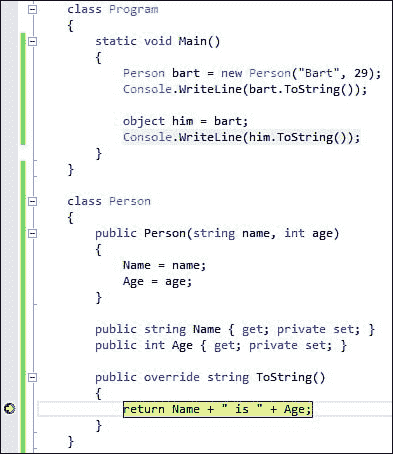 class Program
{
    static void Main()
    {
        Person bart = new Person("Bart", 29);
        Console.WriteLine(bart.ToString());

        object him = bart;
        Console.WriteLine(him.ToString());
    }
}

class Person
{
    public Person(string name, int age)
    {
        Name = name;
        Age = age;
    }

    public string Name { get; private set; }
    public int Age { get; private set; }

    public override string ToString()
    {
        return Name + " is " + Age;
    }
}